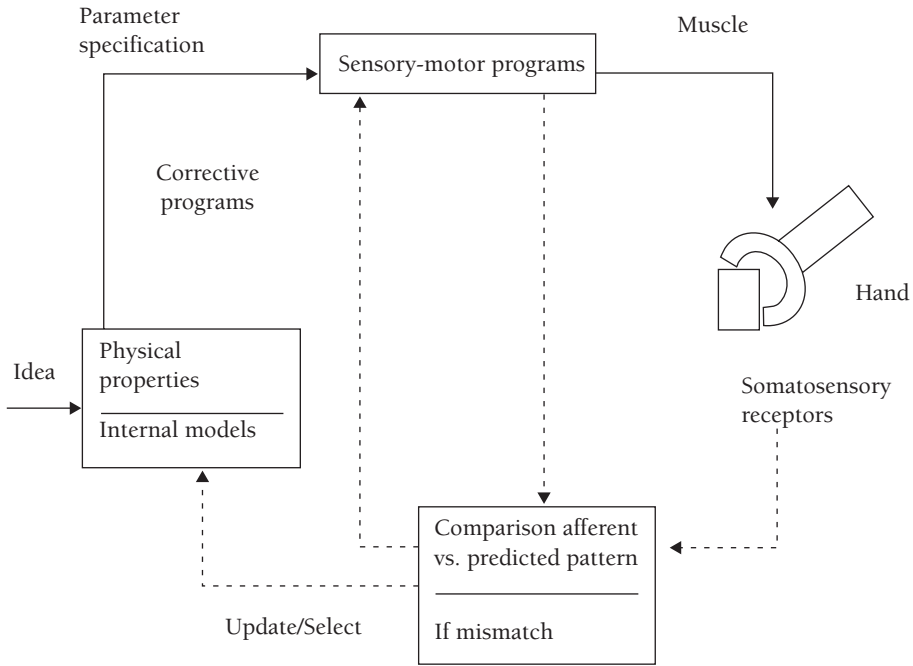 Parameter
specification
Sensory-motor programs
Muscle
Corrective
programs
Hand
Idea
Physical
properties
Internal models
Somatosensory
receptors
Comparison afferent
vs. predicted pattern
If mismatch
Update/Select